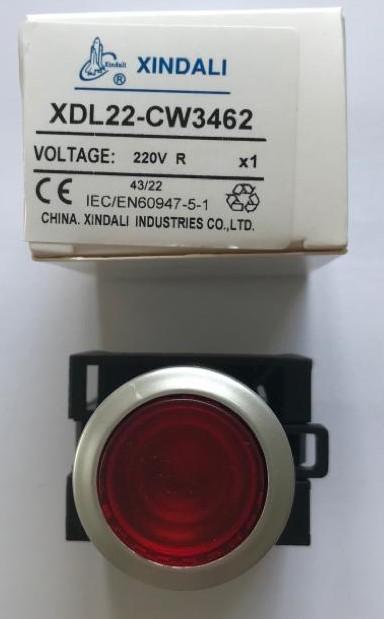 Xindali
® XINDALI
XDL22-CW3462
VOLTAGE: 220V R x1
43/22
CE IEC/EN60947-5-1
CHINA. XINDALI INDUSTRIES CO.,LTD.